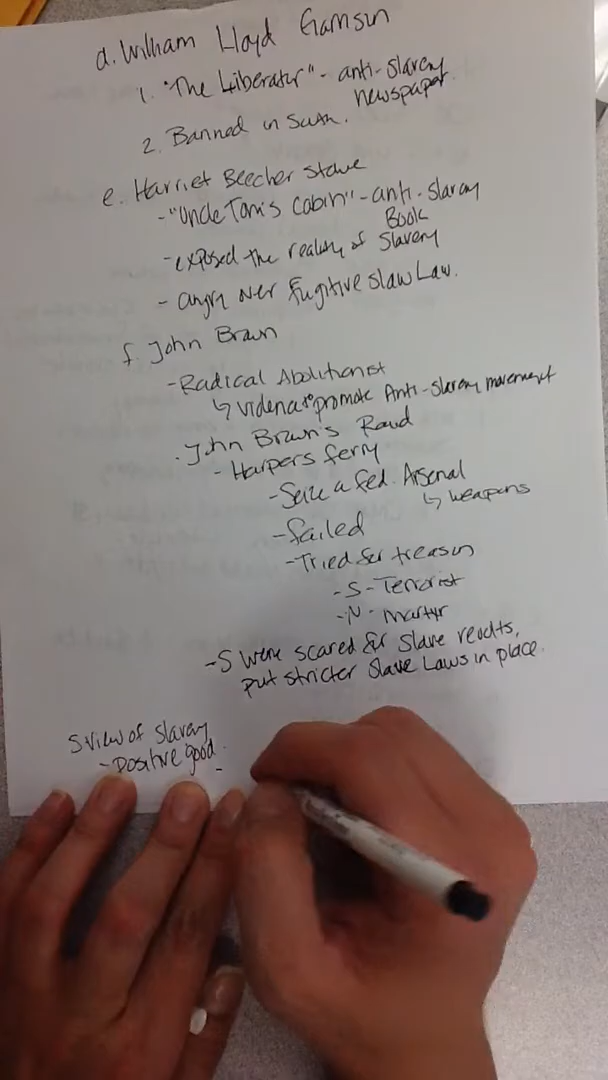 d. William Lloyd Garrison
1. "The Liberator" - anti-slavery
newspaper.
2. Banned in South.
e. Harriet Beecher Stowe
- "Uncle Tom's Cabin" - anti-slavery
Book
- exposed the reality of Slavery
- angry over Fugitive Slaw Law.
f. John Brown
- Radical Abolitionist
↳ videnc to promote Anti-Slavery movement
· John Brown's Raid
- Harpers ferry
- Seize a fed. Arsenal
↳ weapons
- failed
- Tried for treason
- S - Terrorist
- N - martyr
- S were scared for slave revolts,
put stricter Slave Laws in place.
S view of Slavery
- Positive good.
-